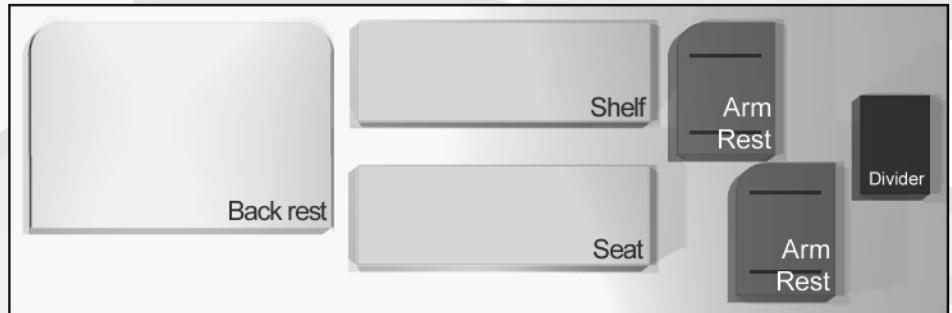 Back rest
Shelf
Seat
Arm
Rest
Arm
Rest
Divider